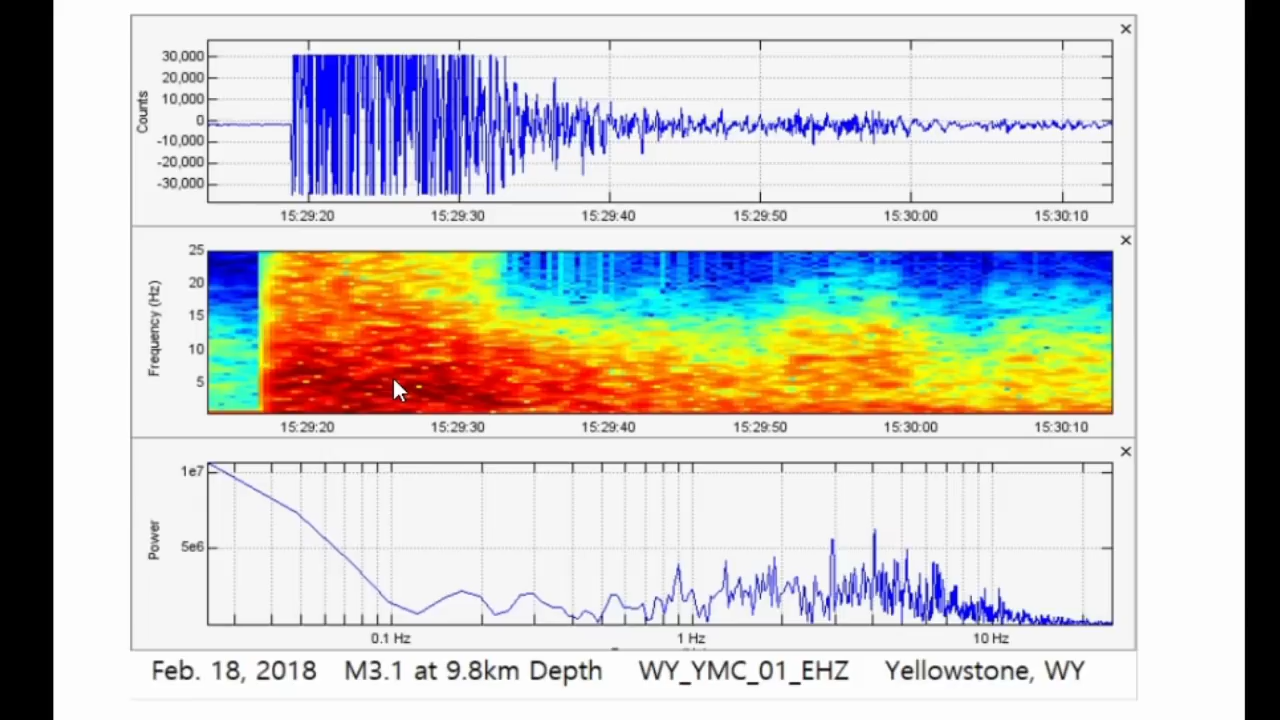 ×
30,000
20,000
10,000
0
-10,000
-20,000
-30,000
Counts
15:29:20 15:29:30 15:29:40 15:29:50 15:30:00 15:30:10
×
25
20
15
10
5
Frequency (Hz)
15:29:20 15:29:30 15:29:40 15:29:50 15:30:00 15:30:10
×
1e7
5e6
Power
0.1 Hz 1 Hz 10 Hz
Feb. 18, 2018 M3.1 at 9.8km Depth WY_YMC_01_EHZ Yellowstone, WY